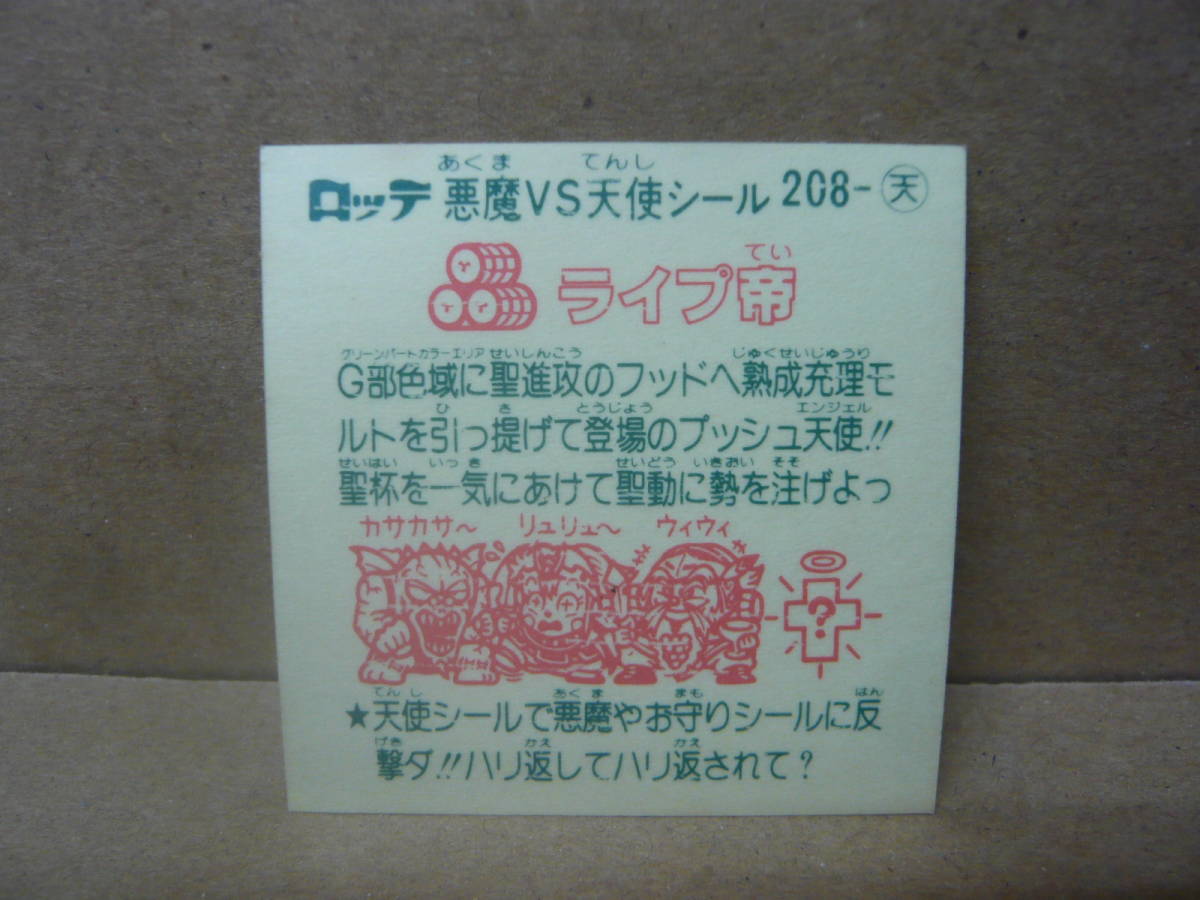 あくま てんし
ロッテ 悪魔VS天使シール 208-天
てい
ライプ帝
グリーンパートカラーエリア せいしんこう じゅくせいじゅうり
G部色域に聖進攻のフッドへ熟成充理モ
ひ さ とうじょう エンジェル
ルトを引っ提げて登場のプッシュ天使!!
せいはい いっき せいどう いきおい そそ
聖杯を一気にあけて聖動に勢を注げよっ
カサカサ〜 リュリュ〜 ウィウィ
?
てんし あくま まも はん
★天使シールで悪魔やお守りシールに反
げき かえ かえ
撃ダ!!ハリ返してハリ返されて?